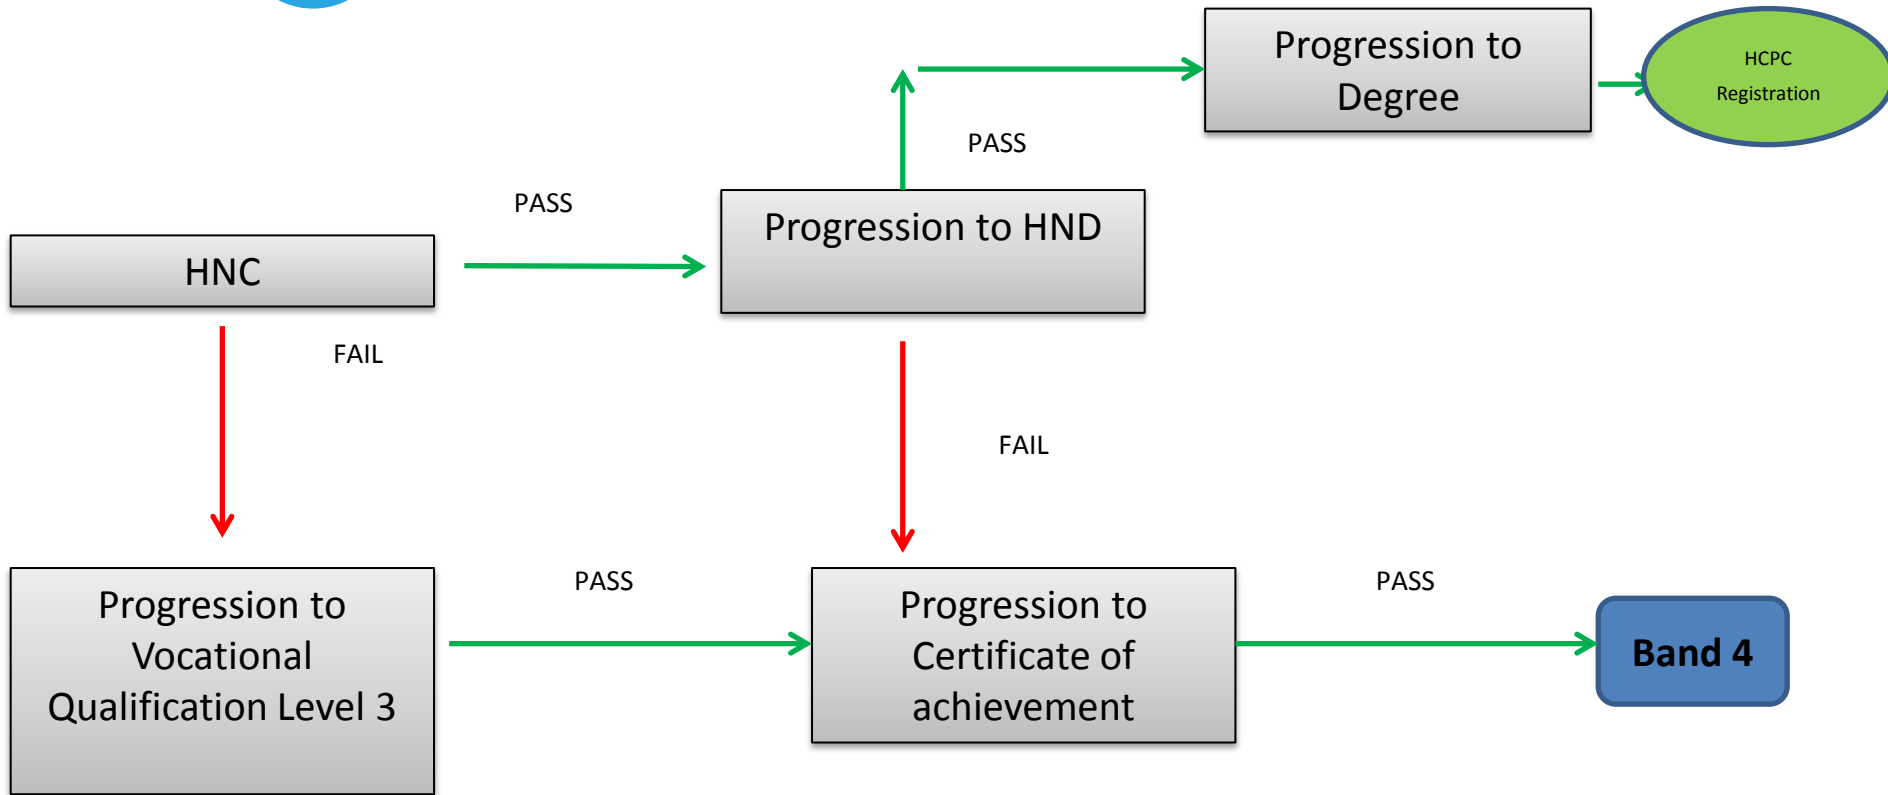 Progression to
Degree
HCPC
Registration
PASS
PASS
Progression to HND
HNC
FAIL
FAIL
PASS
PASS
Progression to
Vocational
Qualification Level 3
Progression to
Certificate of
achievement
Band 4